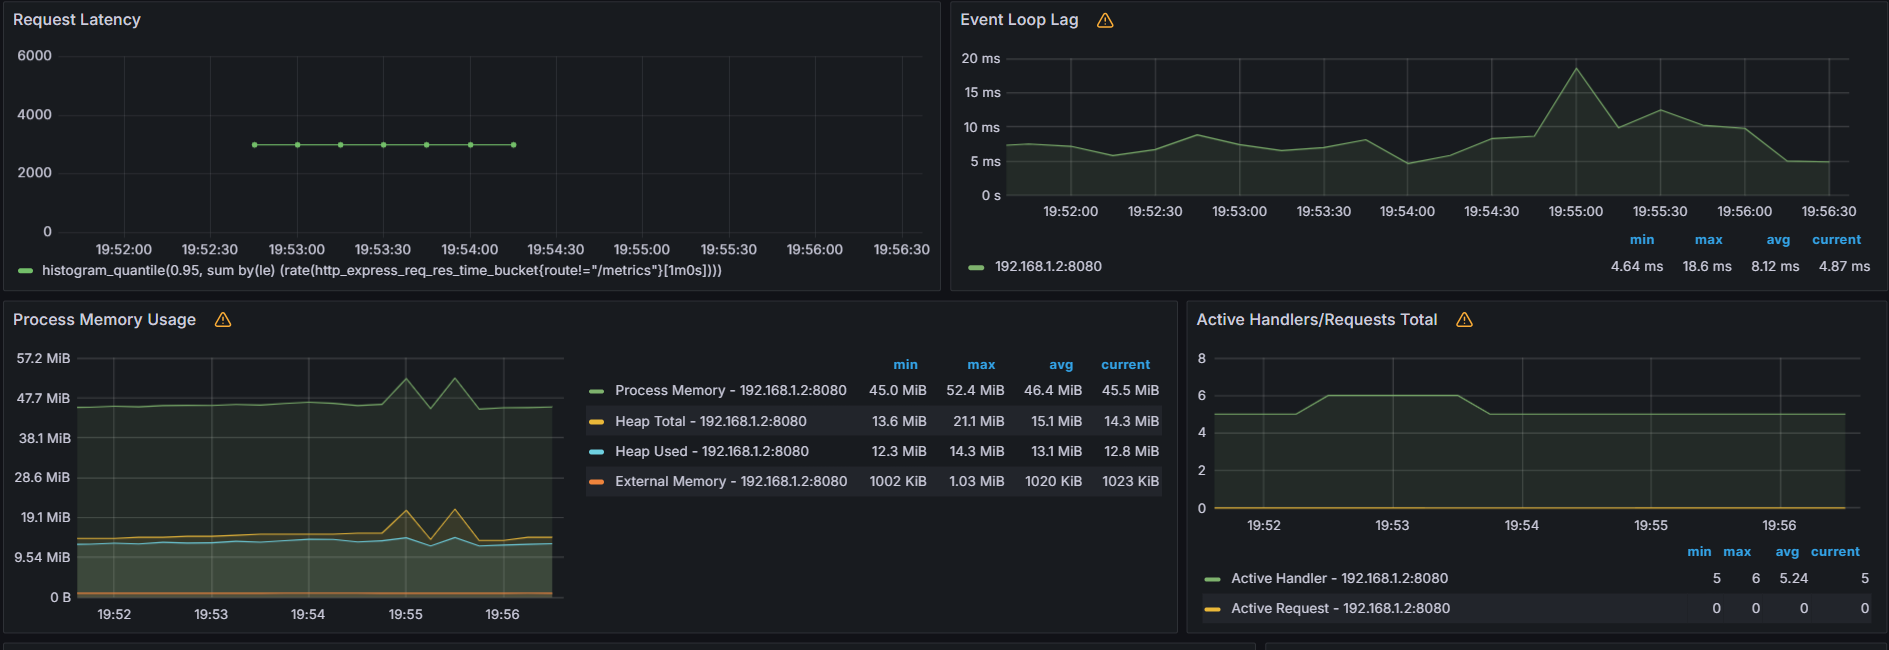 Request Latency
6000
4000
2000
0
19:52:00 19:52:30 19:53:00 19:53:30 19:54:00 19:54:30 19:55:00 19:55:30 19:56:00 19:56:30
histogram_quantile(0.95, sum by(le) (rate(http_express_req_res_time_bucket{route!="/metrics"}[1m0s])))
Event Loop Lag
20 ms
15 ms
10 ms
5 ms
0 s
19:52:00 19:52:30 19:53:00 19:53:30 19:54:00 19:54:30 19:55:00 19:55:30 19:56:00 19:56:30
min max avg current
192.168.1.2:8080 4.64 ms 18.6 ms 8.12 ms 4.87 ms
Process Memory Usage
57.2 MiB
47.7 MiB
38.1 MiB
28.6 MiB
19.1 MiB
9.54 MiB
0 B
19:52 19:53 19:54 19:55 19:56
min max avg current
Process Memory - 192.168.1.2:8080 45.0 MiB 52.4 MiB 46.4 MiB 45.5 MiB
Heap Total - 192.168.1.2:8080 13.6 MiB 21.1 MiB 15.1 MiB 14.3 MiB
Heap Used - 192.168.1.2:8080 12.3 MiB 14.3 MiB 13.1 MiB 12.8 MiB
External Memory - 192.168.1.2:8080 1002 KiB 1.03 MiB 1020 KiB 1023 KiB
Active Handlers/Requests Total
8
6
4
2
0
19:52 19:53 19:54 19:55 19:56
min max avg current
Active Handler - 192.168.1.2:8080 5 6 5.24 5
Active Request - 192.168.1.2:8080 0 0 0 0